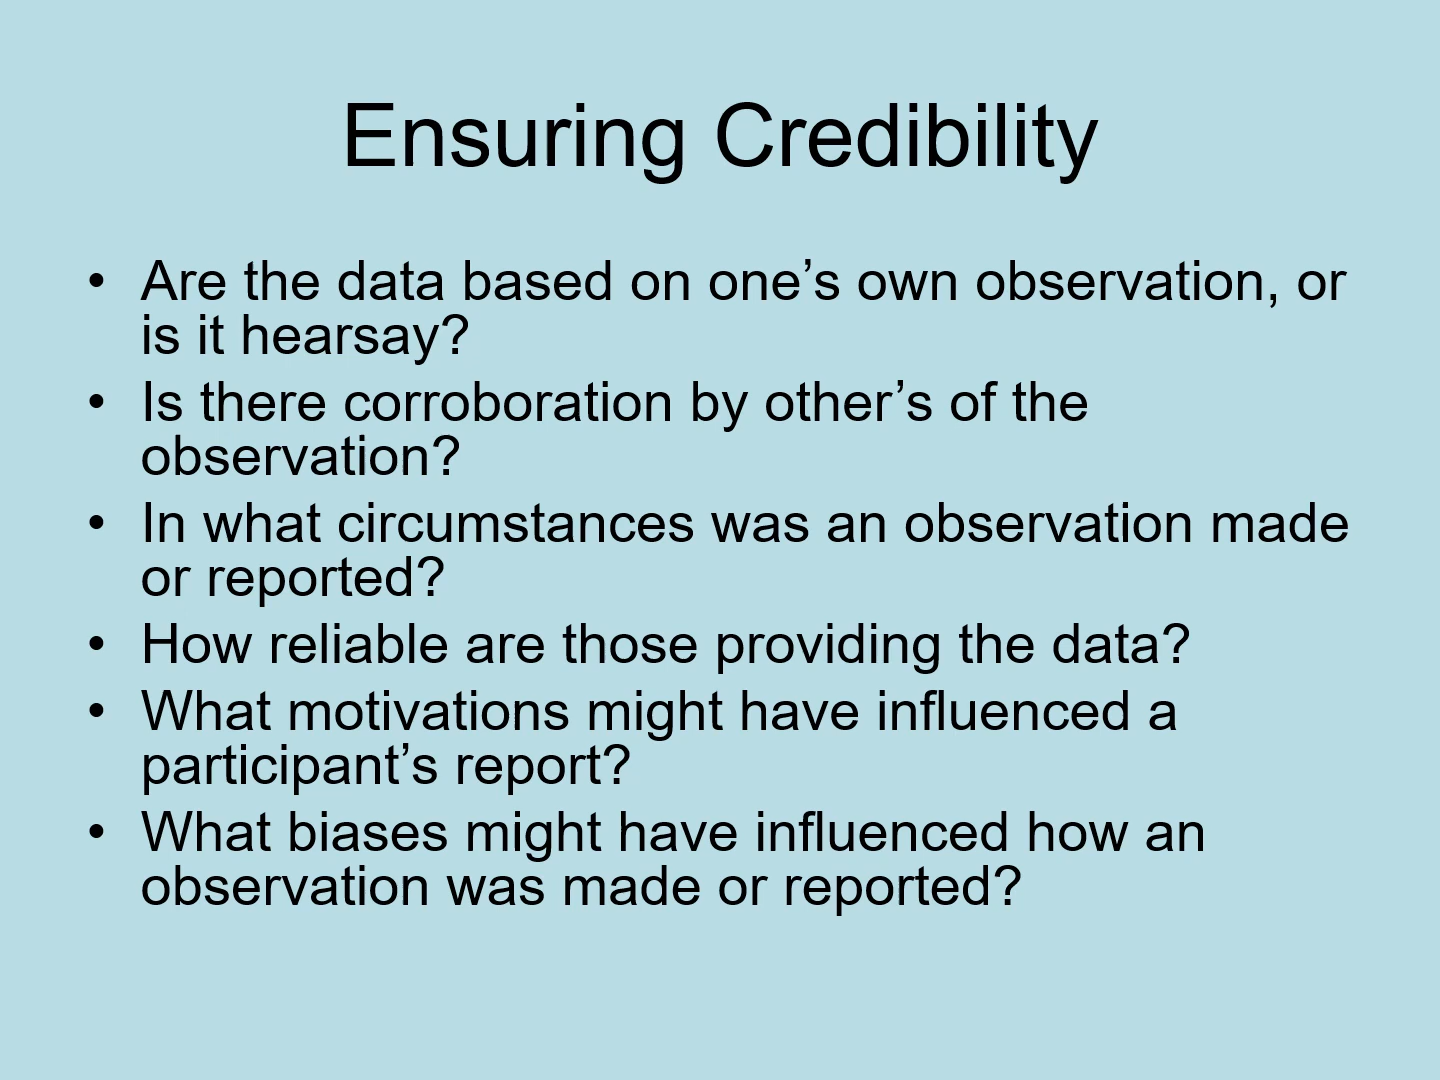 Ensuring Credibility
• Are the data based on one’s own observation, or
is it hearsay?
• Is there corroboration by other’s of the
observation?
• In what circumstances was an observation made
or reported?
• How reliable are those providing the data?
• What motivations might have influenced a
participant’s report?
• What biases might have influenced how an
observation was made or reported?